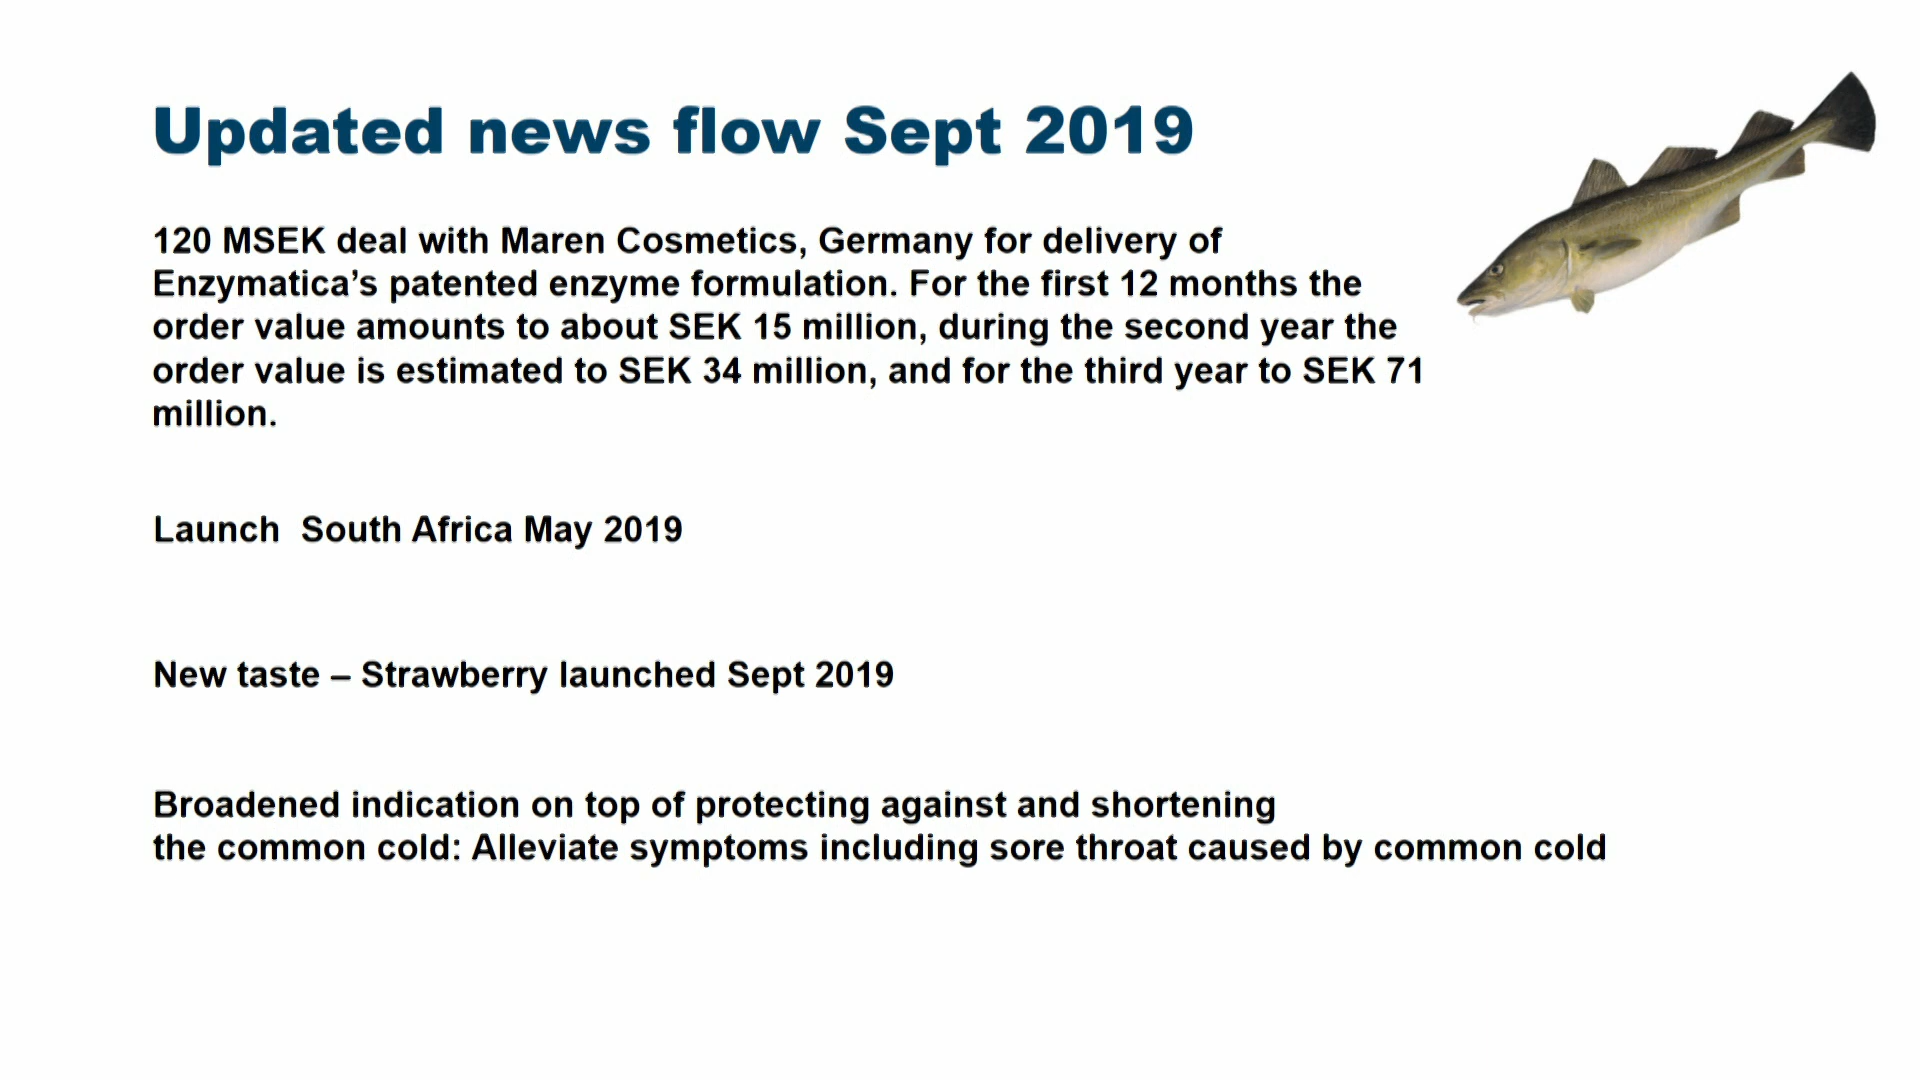 Updated news flow Sept 2019
120 MSEK deal with Maren Cosmetics, Germany for delivery of
Enzymatica’s patented enzyme formulation. For the first 12 months the
order value amounts to about SEK 15 million, during the second year the
order value is estimated to SEK 34 million, and for the third year to SEK 71
million.
Launch  South Africa May 2019
New taste – Strawberry launched Sept 2019
Broadened indication on top of protecting against and shortening
the common cold: Alleviate symptoms including sore throat caused by common cold